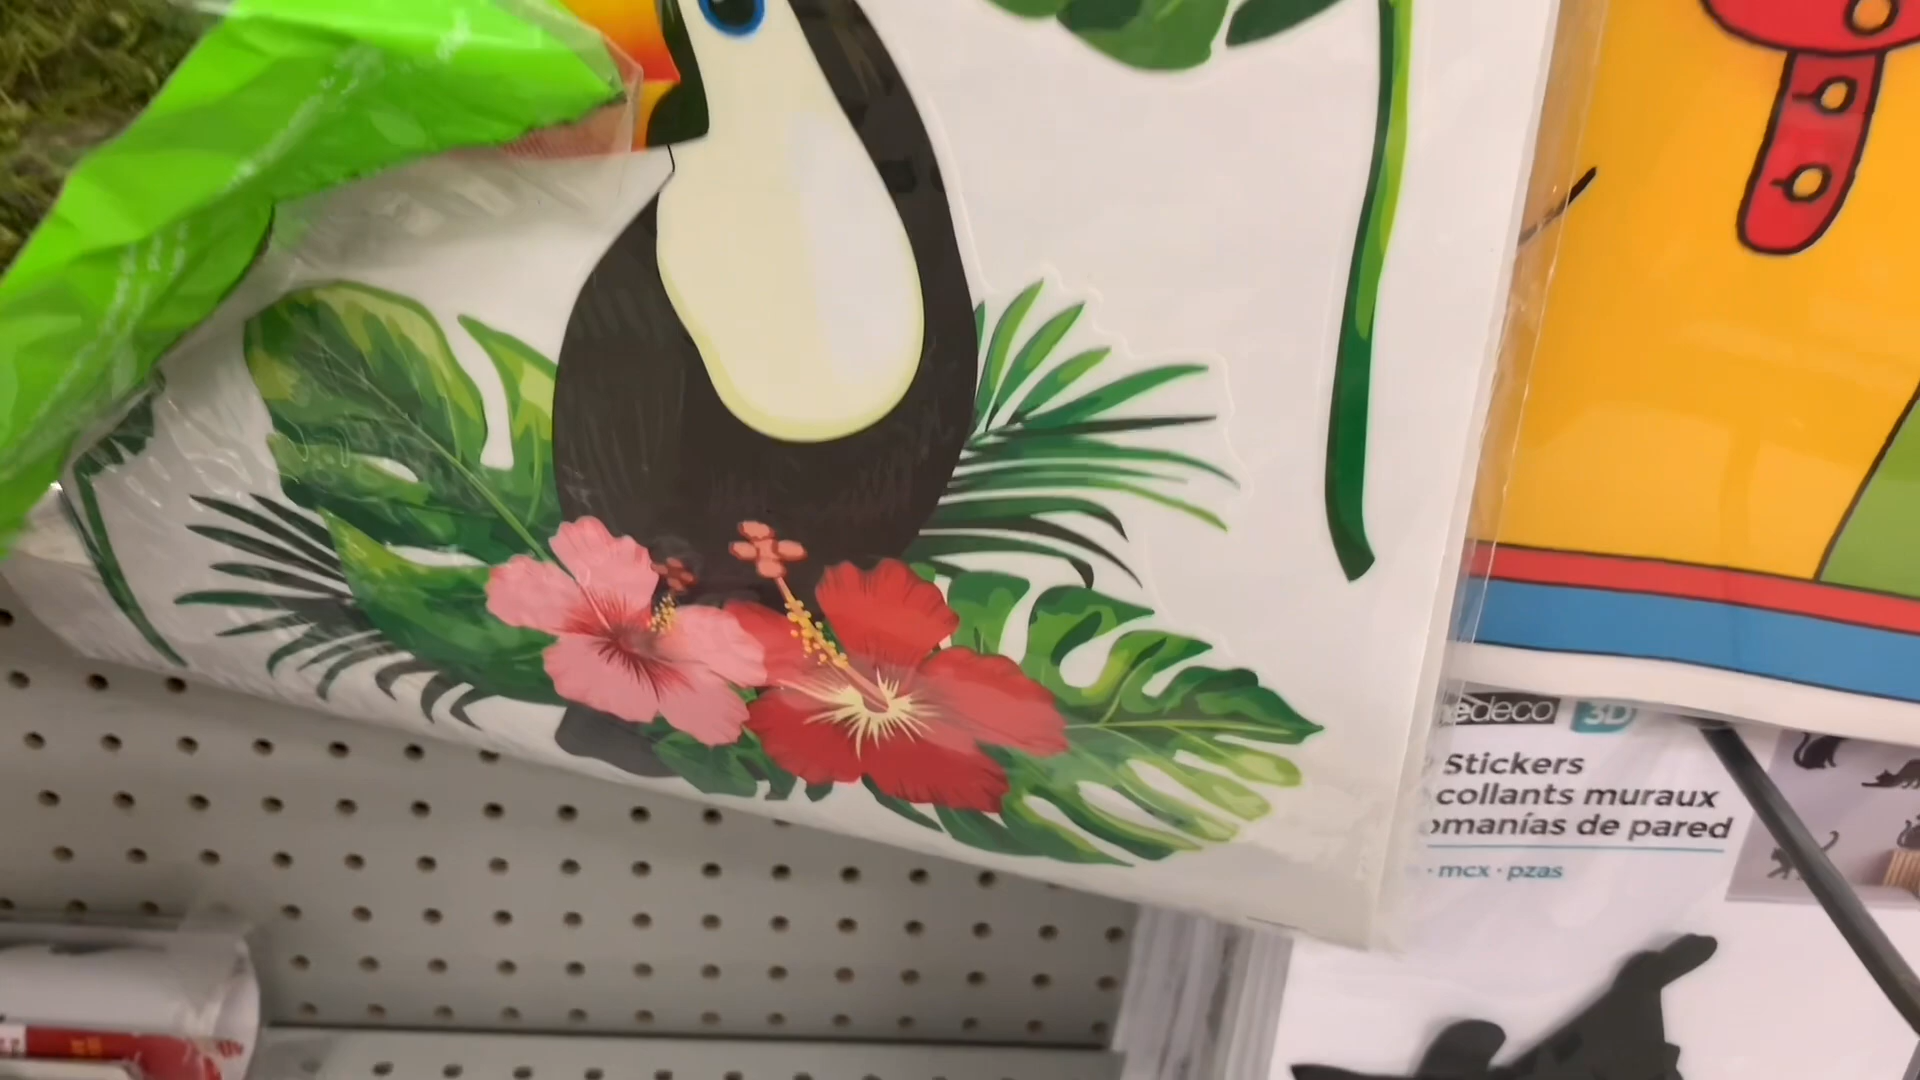 edeco 3D
Stickers
collants muraux
omanías de pared
· mcx · pzas